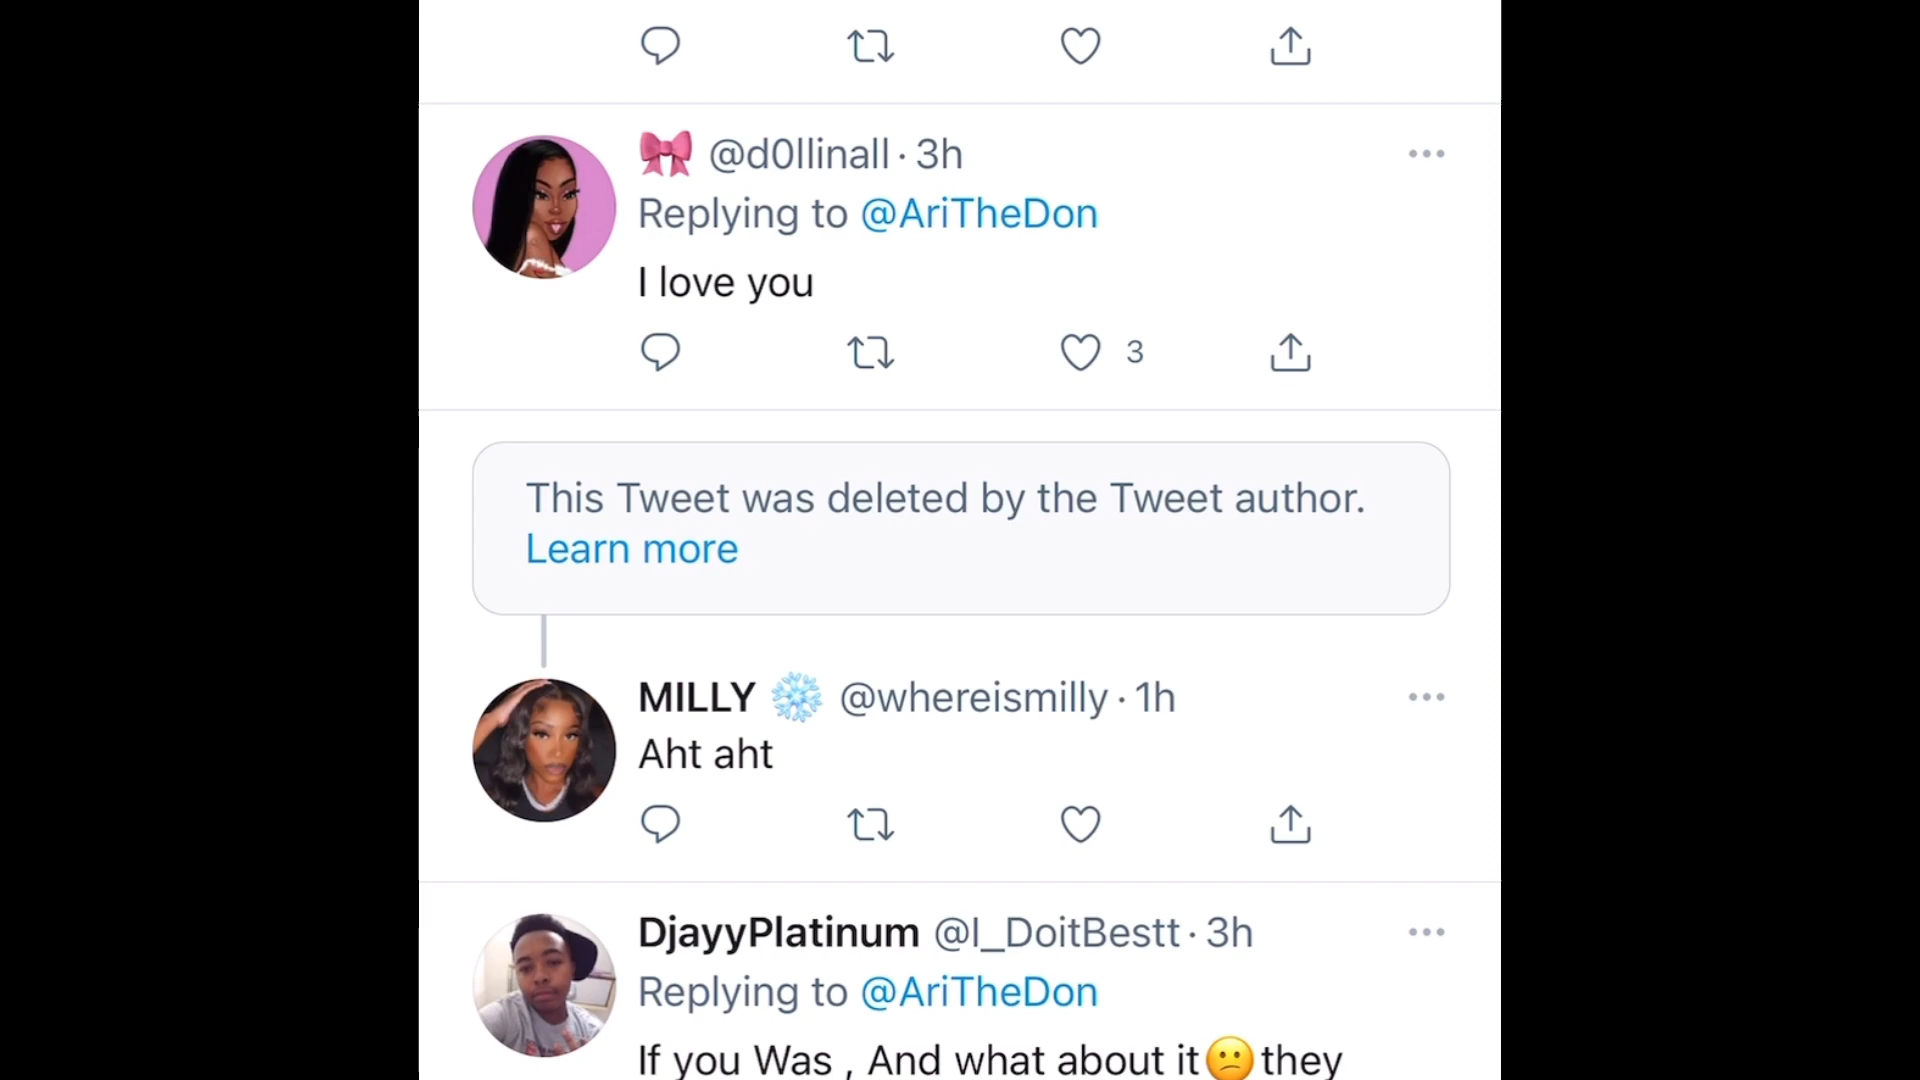 🎀 @d0llinall · 3h
Replying to @AriTheDon
I love you
3
This Tweet was deleted by the Tweet author.
Learn more
MILLY ❄️ @whereismilly · 1h
Aht aht
DjayyPlatinum @I_DoitBestt · 3h
Replying to @AriTheDon
If you Was , And what about it😕they